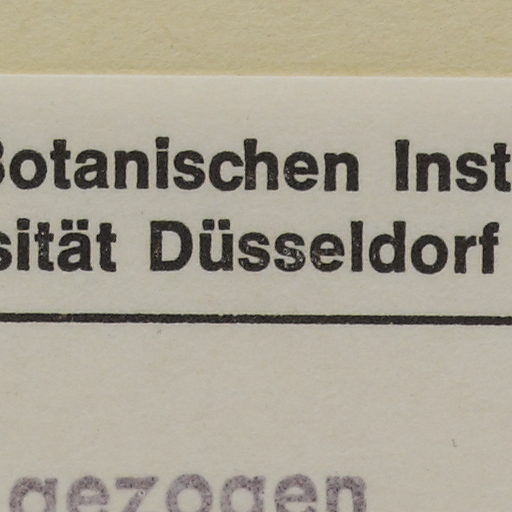 Botanischen Inst
sität Düsseldorf
gezogen